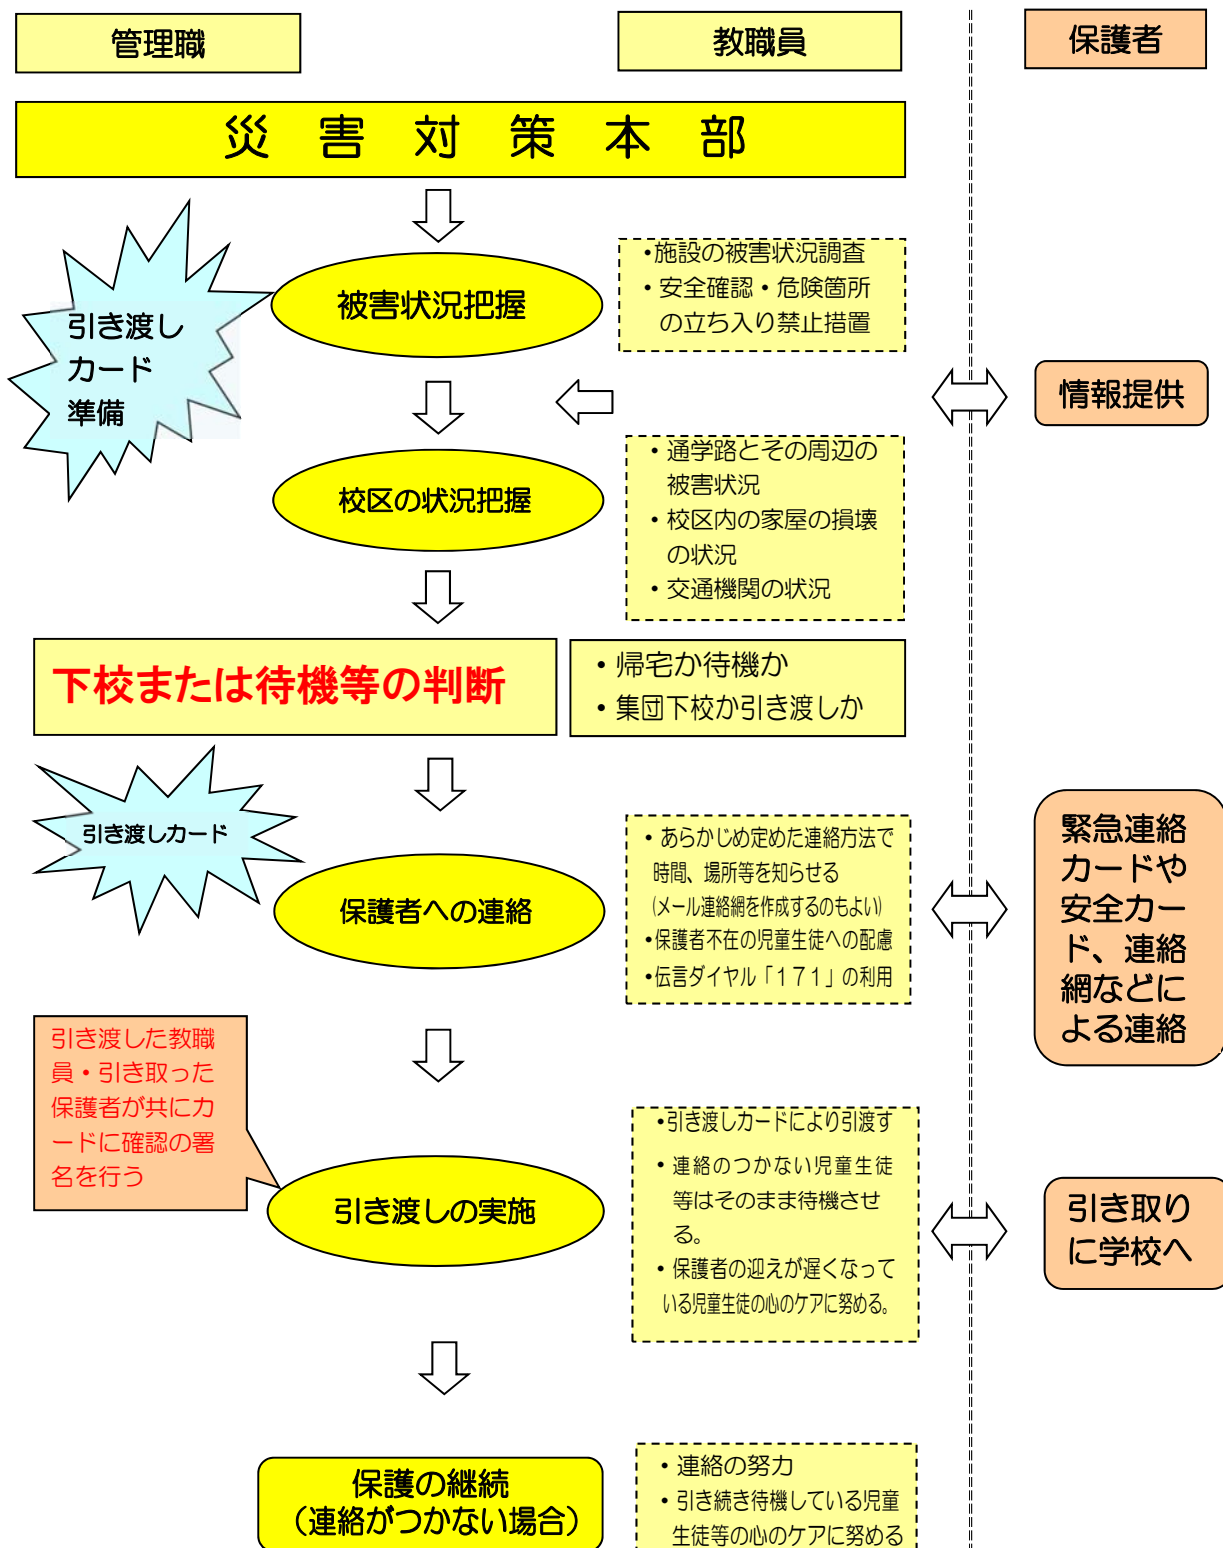 管理職
教職員
保護者
災害対策本部
被害状況把握
・施設の被害状況調査
・安全確認・危険箇所
の立ち入り禁止措置
引き渡し
カード
準備
情報提供
校区の状況把握
・通学路とその周辺の
被害状況
・校区内の家屋の損壊
の状況
・交通機関の状況
下校または待機等の判断
・帰宅か待機か
・集団下校か引き渡しか
引き渡しカード
保護者への連絡
・あらかじめ定めた連絡方法で
時間、場所等を知らせる
(メール連絡網を作成するのもよい)
・保護者不在の児童生徒への配慮
・伝言ダイヤル「171」の利用
緊急連絡
カードや
安全カー
ド、連絡
網などに
よる連絡
引き渡した教職
員・引き取った
保護者が共にカ
ードに確認の署
名を行う
引き渡しの実施
・引き渡しカードにより引渡す
・連絡のつかない児童生徒
等はそのまま待機させ
る。
・保護者の迎えが遅くなって
いる児童生徒の心のケアに努める。
引き取り
に学校へ
保護の継続
（連絡がつかない場合）
・連絡の努力
・引き続き待機している児童
生徒等の心のケアに努める